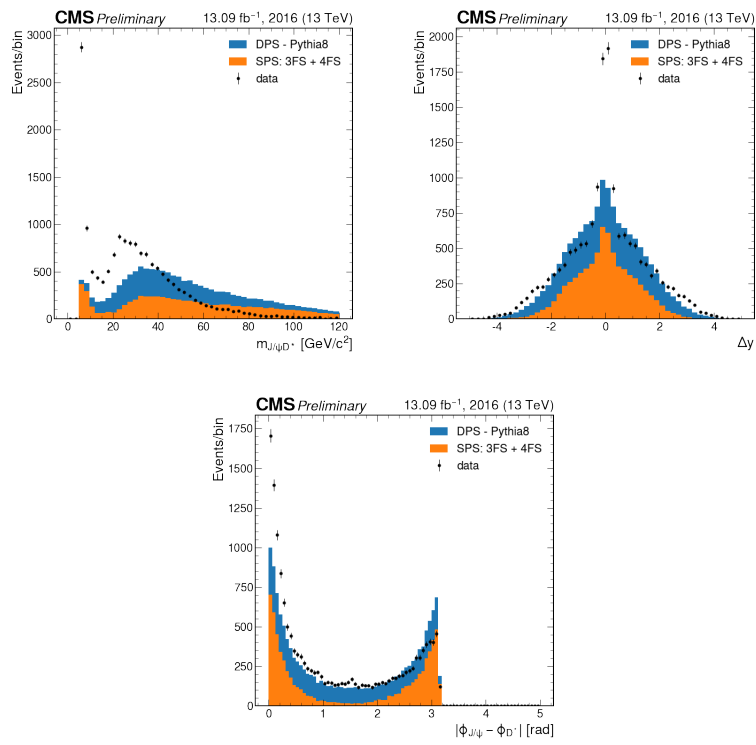 CMS Preliminary 13.09 fb⁻¹, 2016 (13 TeV)
Events/bin
3000
2500
2000
1500
1000
500
0
DPS - Pythia8
SPS: 3FS + 4FS
data
0 20 40 60 80 100 120
m_{J/ψD*} [GeV/c²]
CMS Preliminary 13.09 fb⁻¹, 2016 (13 TeV)
Events/bin
2000
1750
1500
1250
1000
750
500
250
0
DPS - Pythia8
SPS: 3FS + 4FS
data
-4 -2 0 2 4
Δy
CMS Preliminary 13.09 fb⁻¹, 2016 (13 TeV)
Events/bin
1750
1500
1250
1000
750
500
250
0
DPS - Pythia8
SPS: 3FS + 4FS
data
0 1 2 3 4 5
|ϕ_{J/ψ} − ϕ_{D*}| [rad]